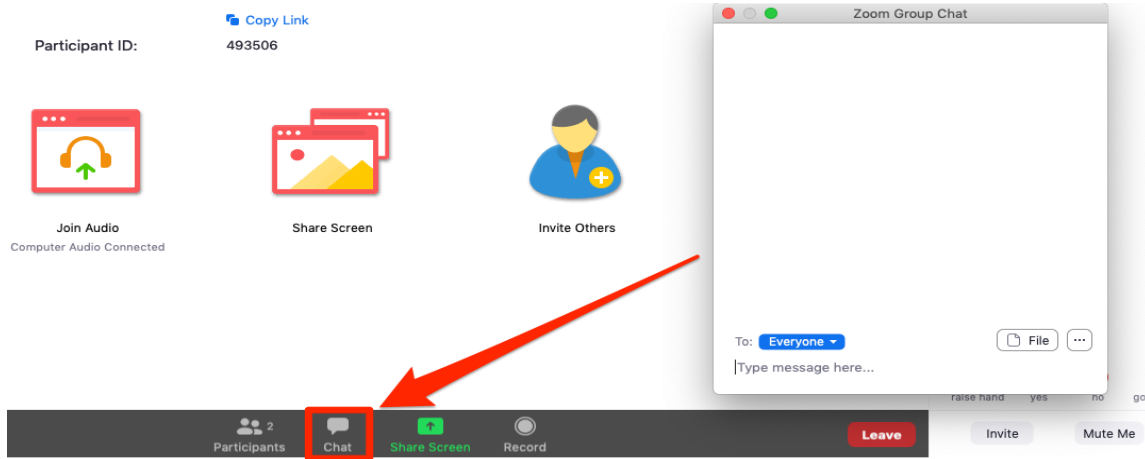 Copy Link
Participant ID: 493506
Join Audio
Computer Audio Connected
Share Screen
Invite Others
Zoom Group Chat
To: Everyone
File
Type message here...
raise hand yes no go
2
Participants Chat Share Screen Record
Leave
Invite Mute Me